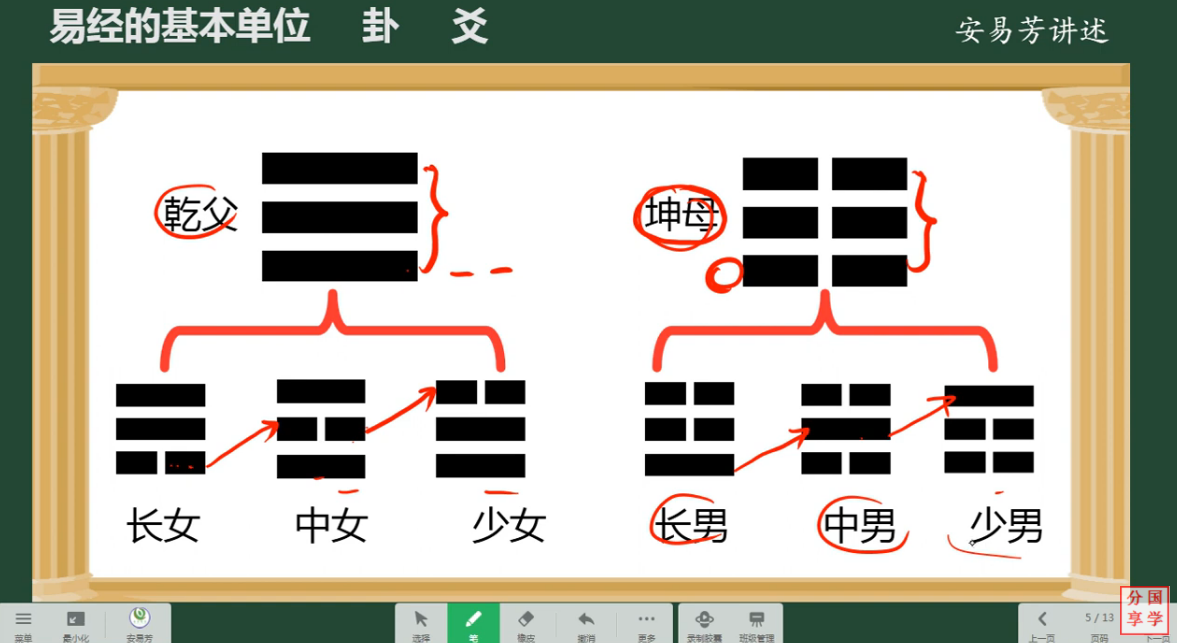 易经的基本单位 卦 爻
安易芳讲述
乾父
坤母
长女 中女 少女 长男 中男 少男
菜单 最小化 安易芳 选择 笔 橡皮 撤消 更多 录制胶囊 班级管理 上一页 5 / 13 页码 下一页
分国
享学